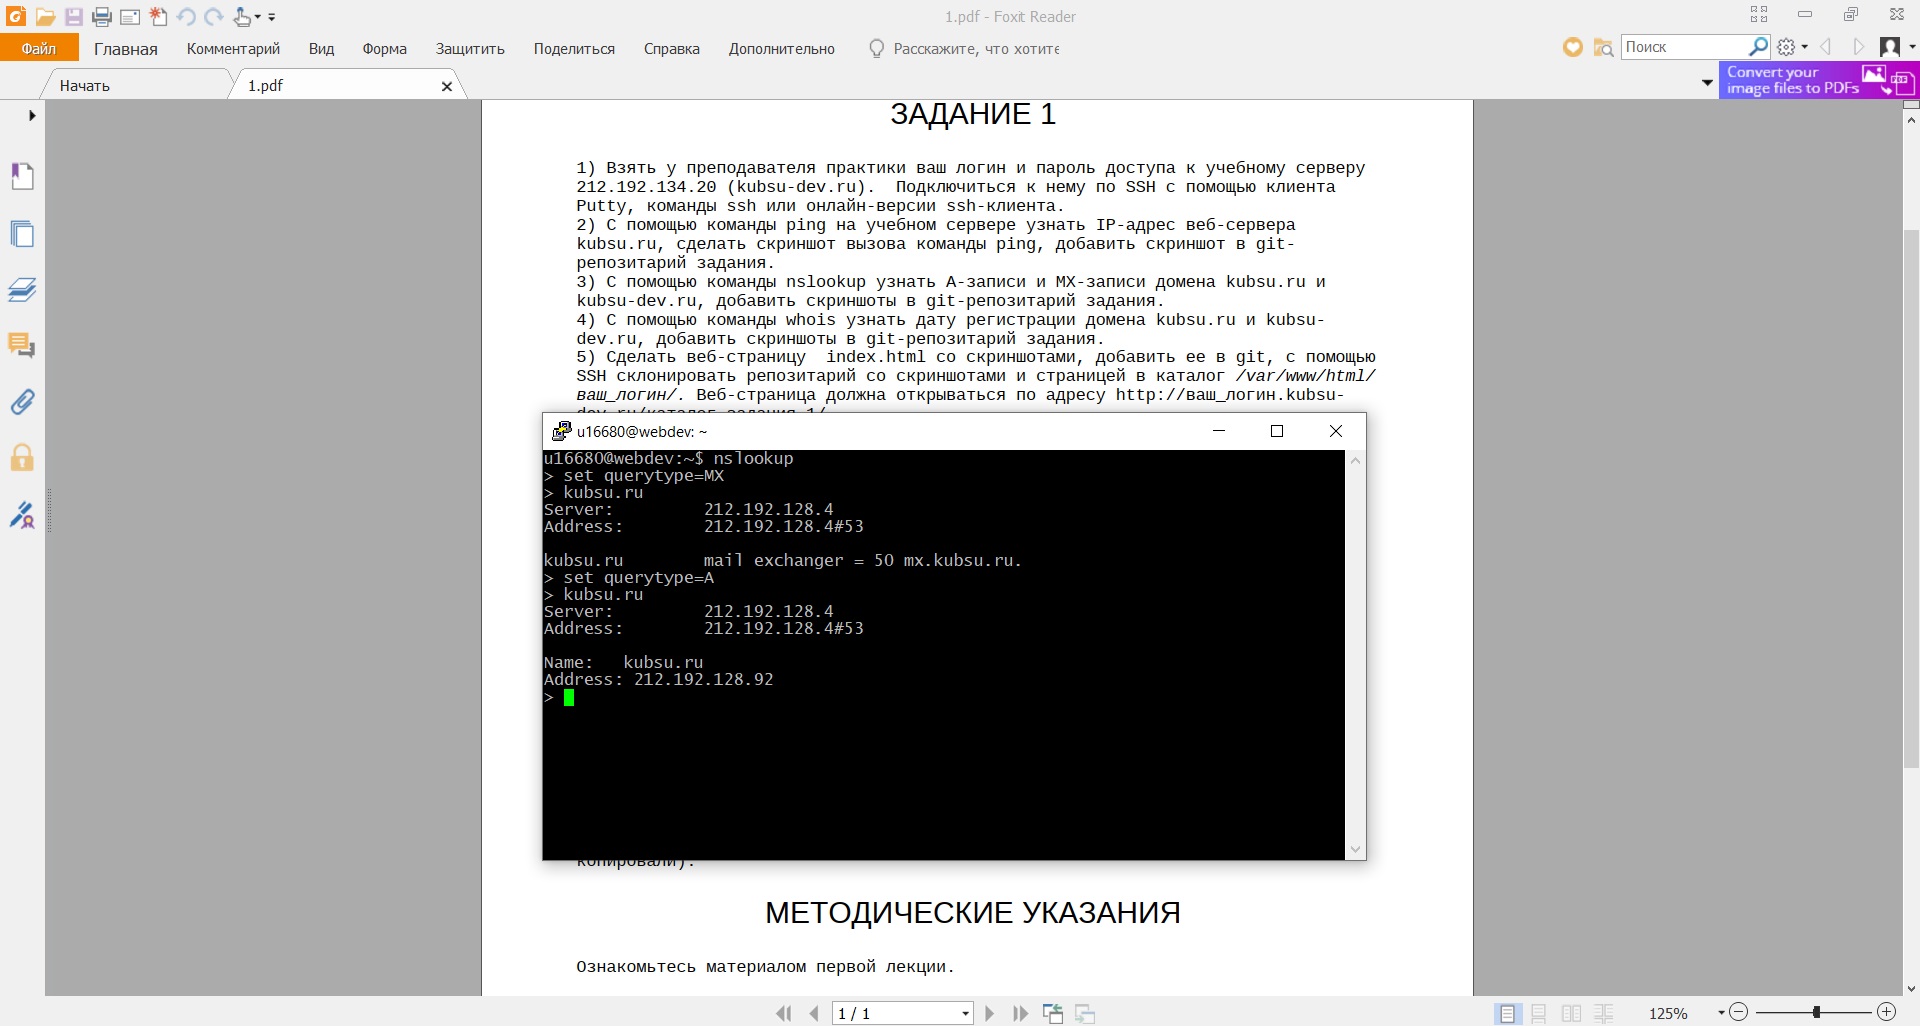 1.pdf - Foxit Reader
Файл Главная Комментарий Вид Форма Защитить Поделиться Справка Дополнительно Расскажите, что хотите Поиск
Начать 1.pdf
Convert your
image files to PDFs
ЗАДАНИЕ 1
1) Взять у преподавателя практики ваш логин и пароль доступа к учебному серверу
212.192.134.20 (kubsu-dev.ru). Подключиться к нему по SSH с помощью клиента
Putty, команды ssh или онлайн-версии ssh-клиента.
2) С помощью команды ping на учебном сервере узнать IP-адрес веб-сервера
kubsu.ru, сделать скриншот вызова команды ping, добавить скриншот в git-
репозитарий задания.
3) С помощью команды nslookup узнать A-записи и MX-записи домена kubsu.ru и
kubsu-dev.ru, добавить скриншоты в git-репозитарий задания.
4) С помощью команды whois узнать дату регистрации домена kubsu.ru и kubsu-
dev.ru, добавить скриншоты в git-репозитарий задания.
5) Сделать веб-страницу index.html со скриншотами, добавить ее в git, с помощью
SSH склонировать репозитарий со скриншотами и страницей в каталог /var/www/html/
ваш_логин/. Веб-страница должна открываться по адресу http://ваш_логин.kubsu-
dev.ru/каталог задания 1/
u16680@webdev: ~
u16680@webdev:~$ nslookup
> set querytype=MX
> kubsu.ru
Server: 212.192.128.4
Address: 212.192.128.4#53
kubsu.ru mail exchanger = 50 mx.kubsu.ru.
> set querytype=A
> kubsu.ru
Server: 212.192.128.4
Address: 212.192.128.4#53
Name: kubsu.ru
Address: 212.192.128.92
>
копировали).
МЕТОДИЧЕСКИЕ УКАЗАНИЯ
Ознакомьтесь материалом первой лекции.
1 / 1 125%